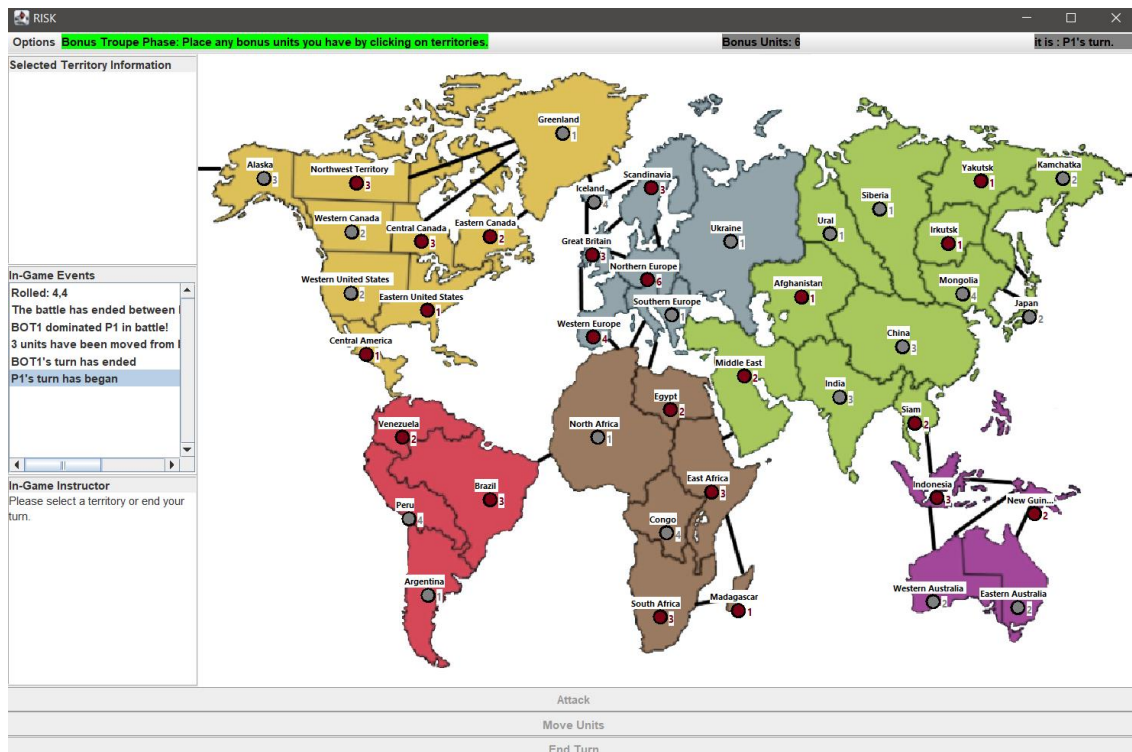 RISK
Options Bonus Troupe Phase: Place any bonus units you have by clicking on territories. Bonus Units: 6 it is : P1's turn.
Selected Territory Information
In-Game Events
Rolled: 4,4
The battle has ended between
BOT1 dominated P1 in battle!
3 units have been moved from
BOT1's turn has ended
P1's turn has began
In-Game Instructor
Please select a territory or end your
turn.
Greenland
1
Alaska
3
Northwest Territory
3
Western Canada
2
Central Canada
3
Eastern Canada
2
Western United States
2
Eastern United States
1
Central America
1
Venezuela
2
Brazil
3
Peru
4
Argentina
1
Iceland
4
Scandinavia
3
Great Britain
3
Northern Europe
6
Ukraine
1
Southern Europe
1
Western Europe
4
North Africa
1
Egypt
2
East Africa
3
Congo
4
South Africa
3
Madagascar
1
Ural
1
Siberia
1
Yakutsk
1
Kamchatka
2
Irkutsk
1
Mongolia
4
Japan
2
Afghanistan
1
China
3
Middle East
2
India
3
Siam
2
Indonesia
3
New Guin...
2
Western Australia
2
Eastern Australia
2
Attack
Move Units
End Turn